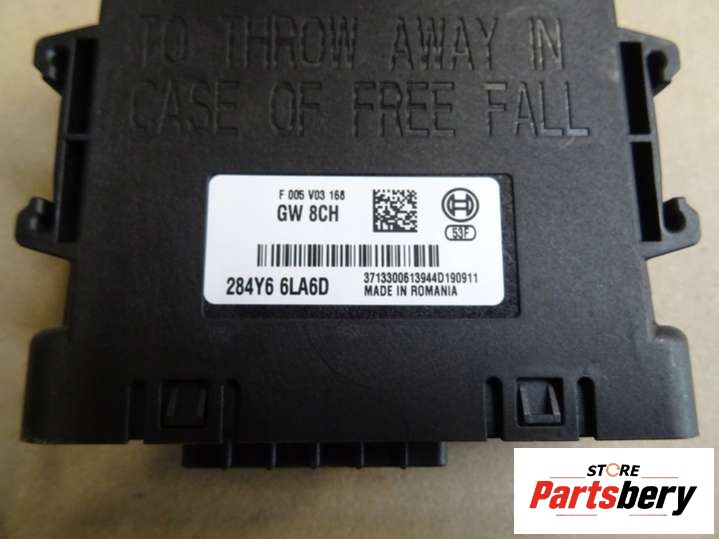 TO THROW AWAY IN
CASE OF FREE FALL
F 005 V03 168
GW 8CH
53F
284Y6 6LA6D
3713300613944D190911
MADE IN ROMANIA
STORE
Partsbery